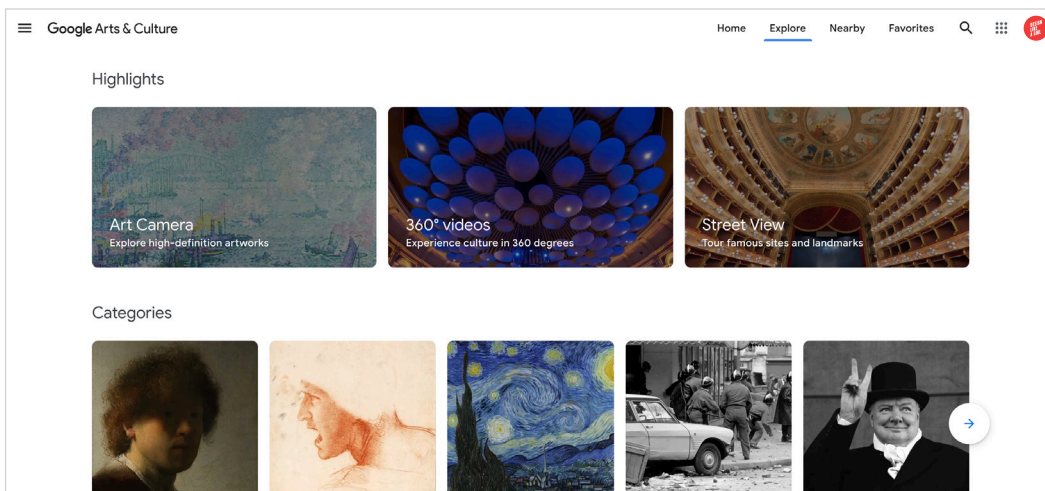 Google Arts & Culture
Home Explore Nearby Favorites
Highlights
Art Camera
Explore high-definition artworks
360° videos
Experience culture in 360 degrees
Street View
Tour famous sites and landmarks
Categories